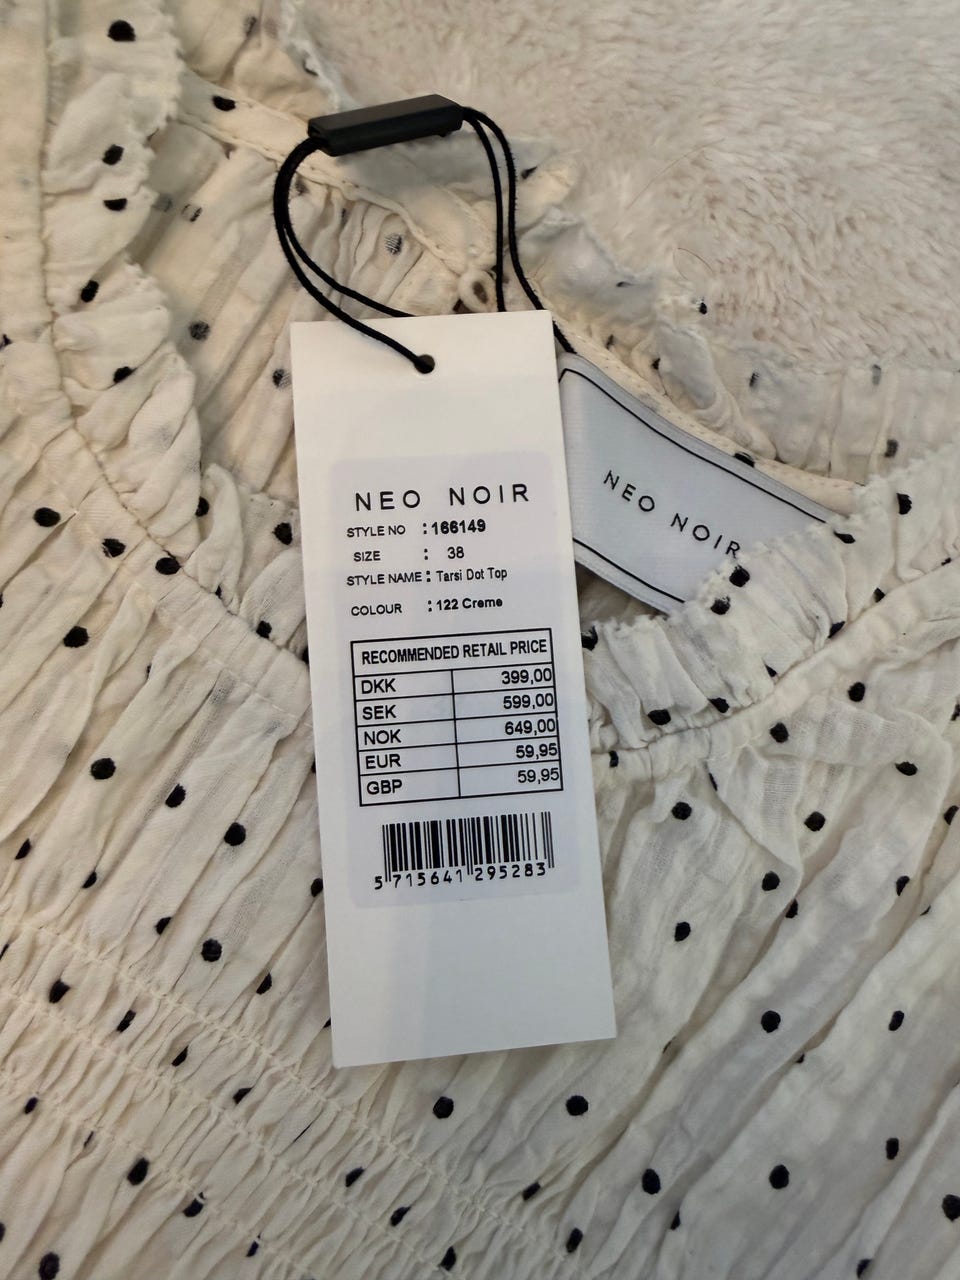 NEO NOIR
STYLE NO : 166149
SIZE : 38
STYLE NAME : Tarsi Dot Top
COLOUR : 122 Creme
RECOMMENDED RETAIL PRICE
DKK 399,00
SEK 599,00
NOK 649,00
EUR 59,95
GBP 59,95
5 715641 295283
NEO NOIR